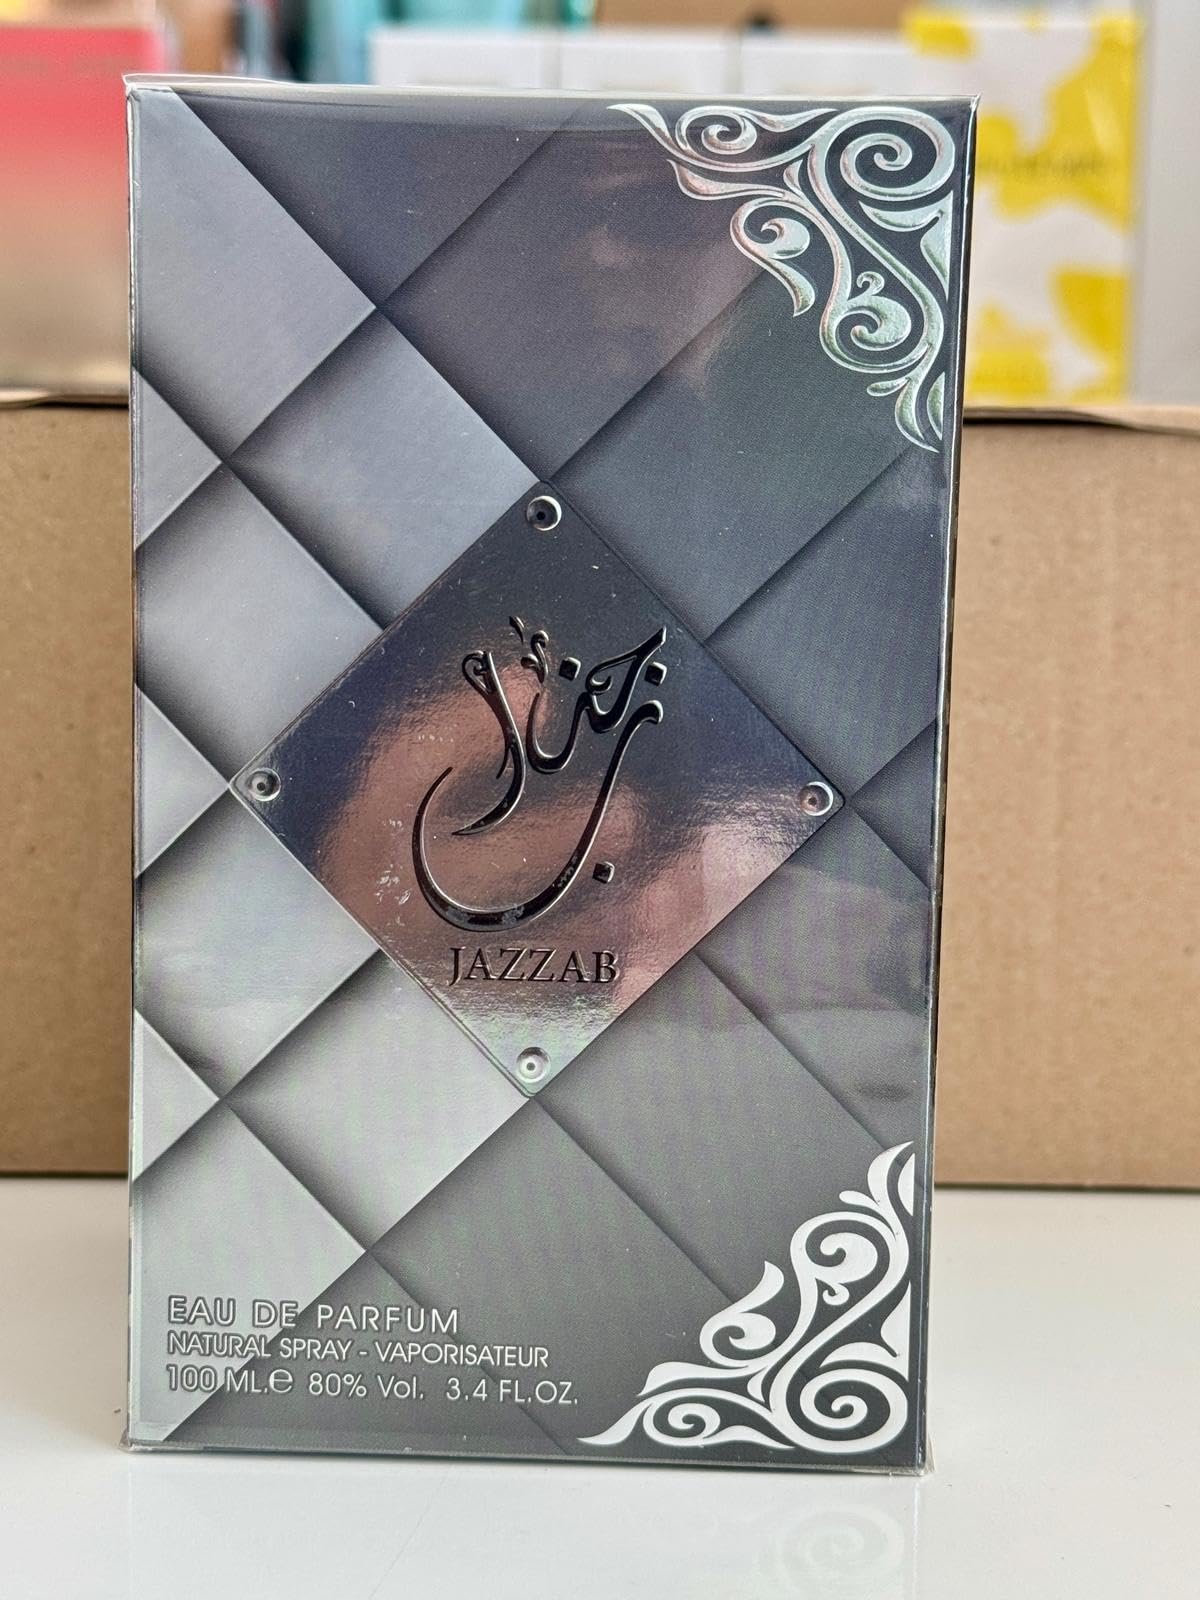 جذاب
JAZZAB
EAU DE PARFUM
NATURAL SPRAY - VAPORISATEUR
100 ML.e 80% Vol. 3.4 FL.OZ.